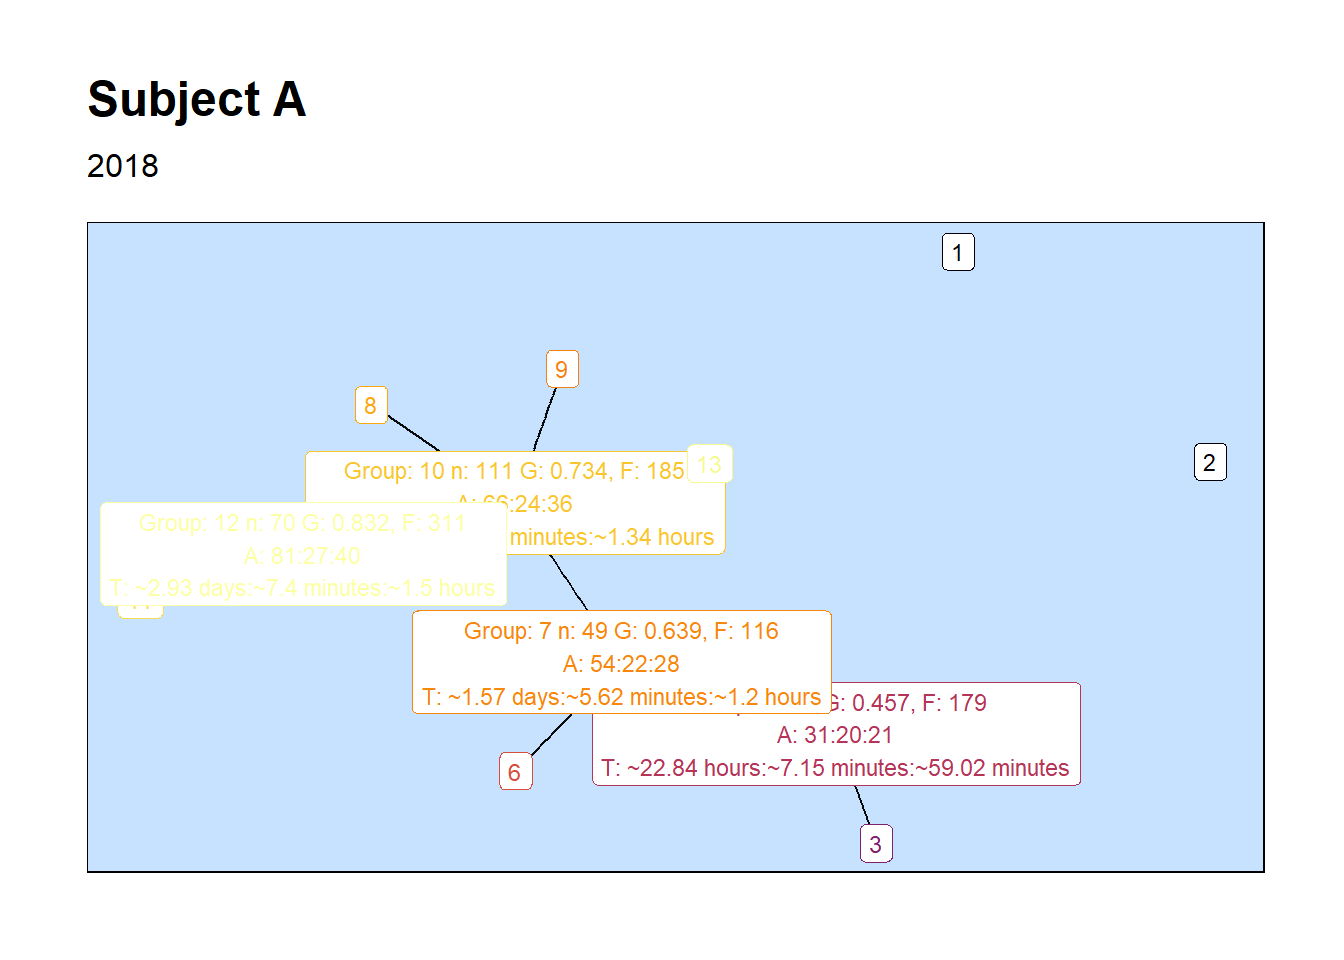 Subject A
2018
1
9
8
2
Group: 10 n: 111 G: 0.734, F: 185
13
24:36
minutes:~1.34 hours
Group: 12 n: 70 G: 0.832, F: 311
A: 81:27:40
T: ~2.93 days:~7.4 minutes:~1.5 hours
Group: 7 n: 49 G: 0.639, F: 116
A: 54:22:28
T: ~1.57 days:~5.62 minutes:~1.2 hours
G: 0.457, F: 179
A: 31:20:21
T: ~22.84 hours:~7.15 minutes:~59.02 minutes
6
3